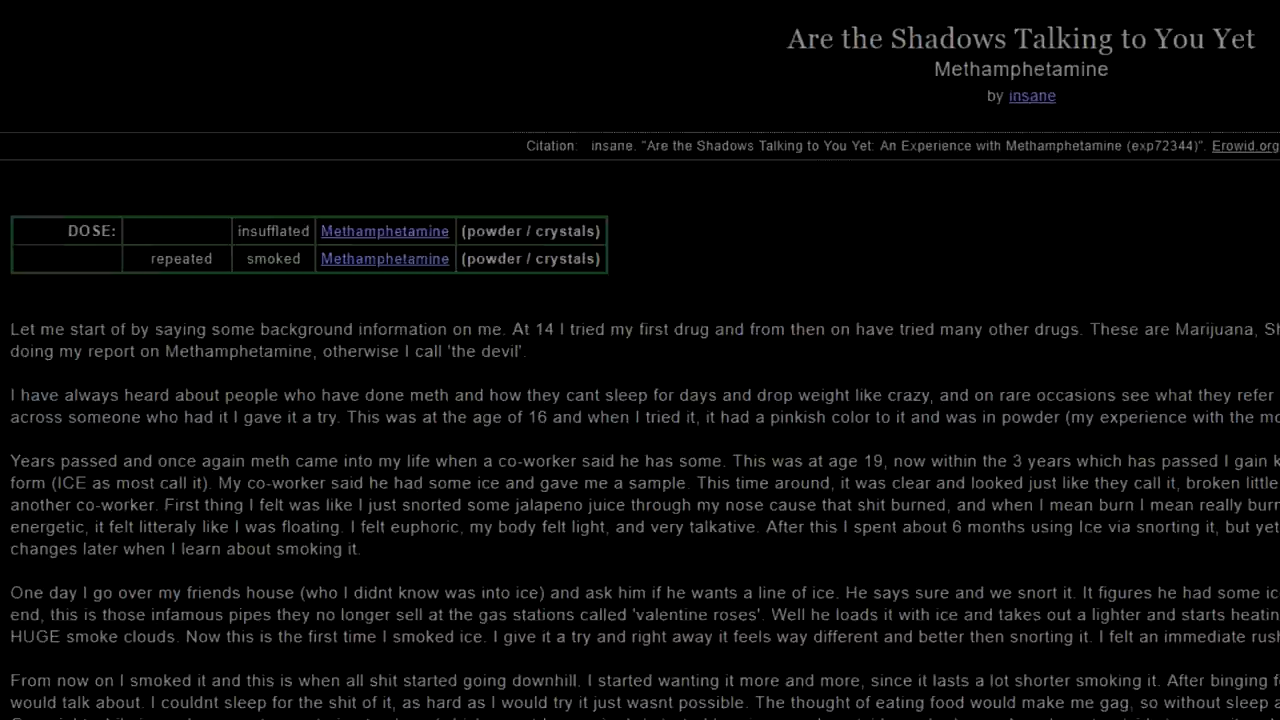 Are the Shadows Talking to You Yet
Methamphetamine
by insane
Citation: insane. "Are the Shadows Talking to You Yet: An Experience with Methamphetamine (exp72344)". Erowid.org
DOSE: insufflated Methamphetamine (powder / crystals)
repeated smoked Methamphetamine (powder / crystals)
Let me start of by saying some background information on me. At 14 I tried my first drug and from then on have tried many other drugs. These are Marijuana,
doing my report on Methamphetamine, otherwise I call 'the devil'.
I have always heard about people who have done meth and how they cant sleep for days and drop weight like crazy, and on rare occasions see what they refer
across someone who had it I gave it a try. This was at the age of 16 and when I tried it, it had a pinkish color to it and was in powder (my experience with the
Years passed and once again meth came into my life when a co-worker said he has some. This was at age 19, now within the 3 years which has passed I gain
form (ICE as most call it). My co-worker said he had some ice and gave me a sample. This time around, it was clear and looked just like they call it, broken little
another co-worker. First thing I felt was like I just snorted some jalapeno juice through my nose cause that shit burned, and when I mean burn I mean really
energetic, it felt litteraly like I was floating. I felt euphoric, my body felt light, and very talkative. After this I spent about 6 months using Ice via snorting it, but yet
changes later when I learn about smoking it.
One day I go over my friends house (who I didnt know was into ice) and ask him if he wants a line of ice. He says sure and we snort it. It figures he had some
end, this is those infamous pipes they no longer sell at the gas stations called 'valentine roses'. Well he loads it with ice and takes out a lighter and starts
HUGE smoke clouds. Now this is the first time I smoked ice. I give it a try and right away it feels way different and better then snorting it. I felt an immediate
From now on I smoked it and this is when all shit started going downhill. I started wanting it more and more, since it lasts a lot shorter smoking it. After binging
would talk about. I couldnt sleep for the shit of it, as hard as I would try it just wasnt possible. The thought of eating food would make me gag, so without sleep